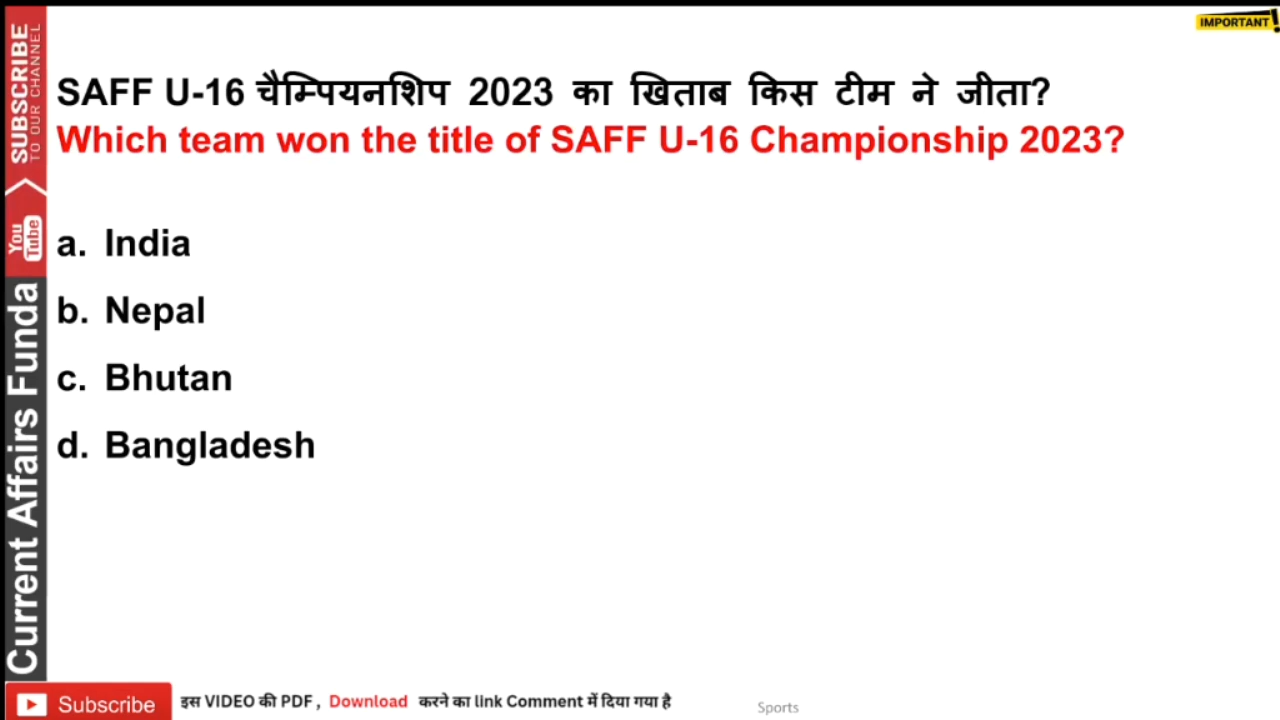 IMPORTANT!
SAFF U-16 चैम्पियनशिप 2023 का खिताब किस टीम ने जीता?
Which team won the title of SAFF U-16 Championship 2023?
a. India
b. Nepal
c. Bhutan
d. Bangladesh
SUBSCRIBE
TO OUR CHANNEL
You Tube
Current Affairs Funda
Subscribe
इस VIDEO की PDF , Download करने का link Comment में दिया गया है
Sports